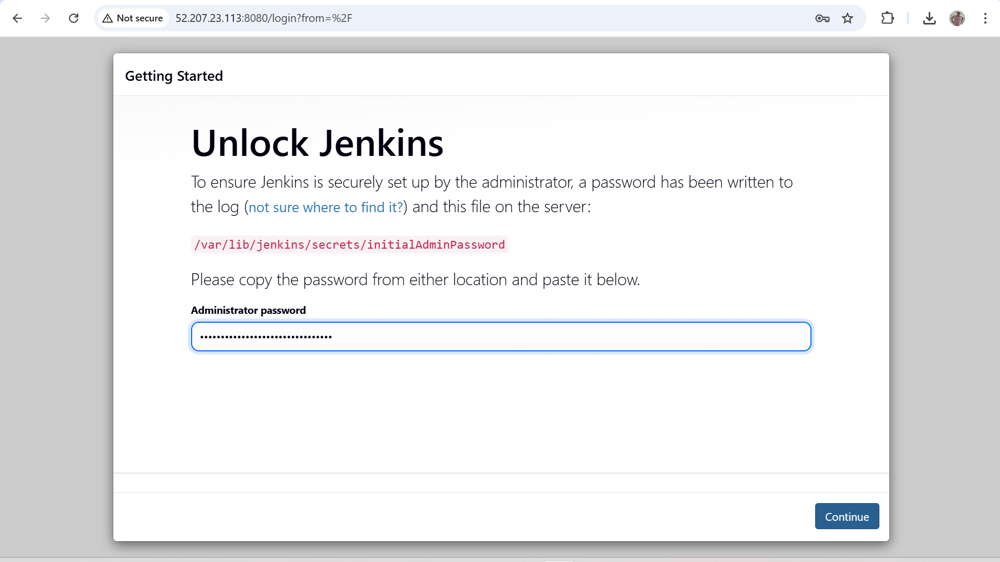 Not secure
52.207.23.113:8080/login?from=%2F
Getting Started
Unlock Jenkins
To ensure Jenkins is securely set up by the administrator, a password has been written to
the log (not sure where to find it?) and this file on the server:
/var/lib/jenkins/secrets/initialAdminPassword
Please copy the password from either location and paste it below.
Administrator password
••••••••••••••••••••••••••••••••
Continue